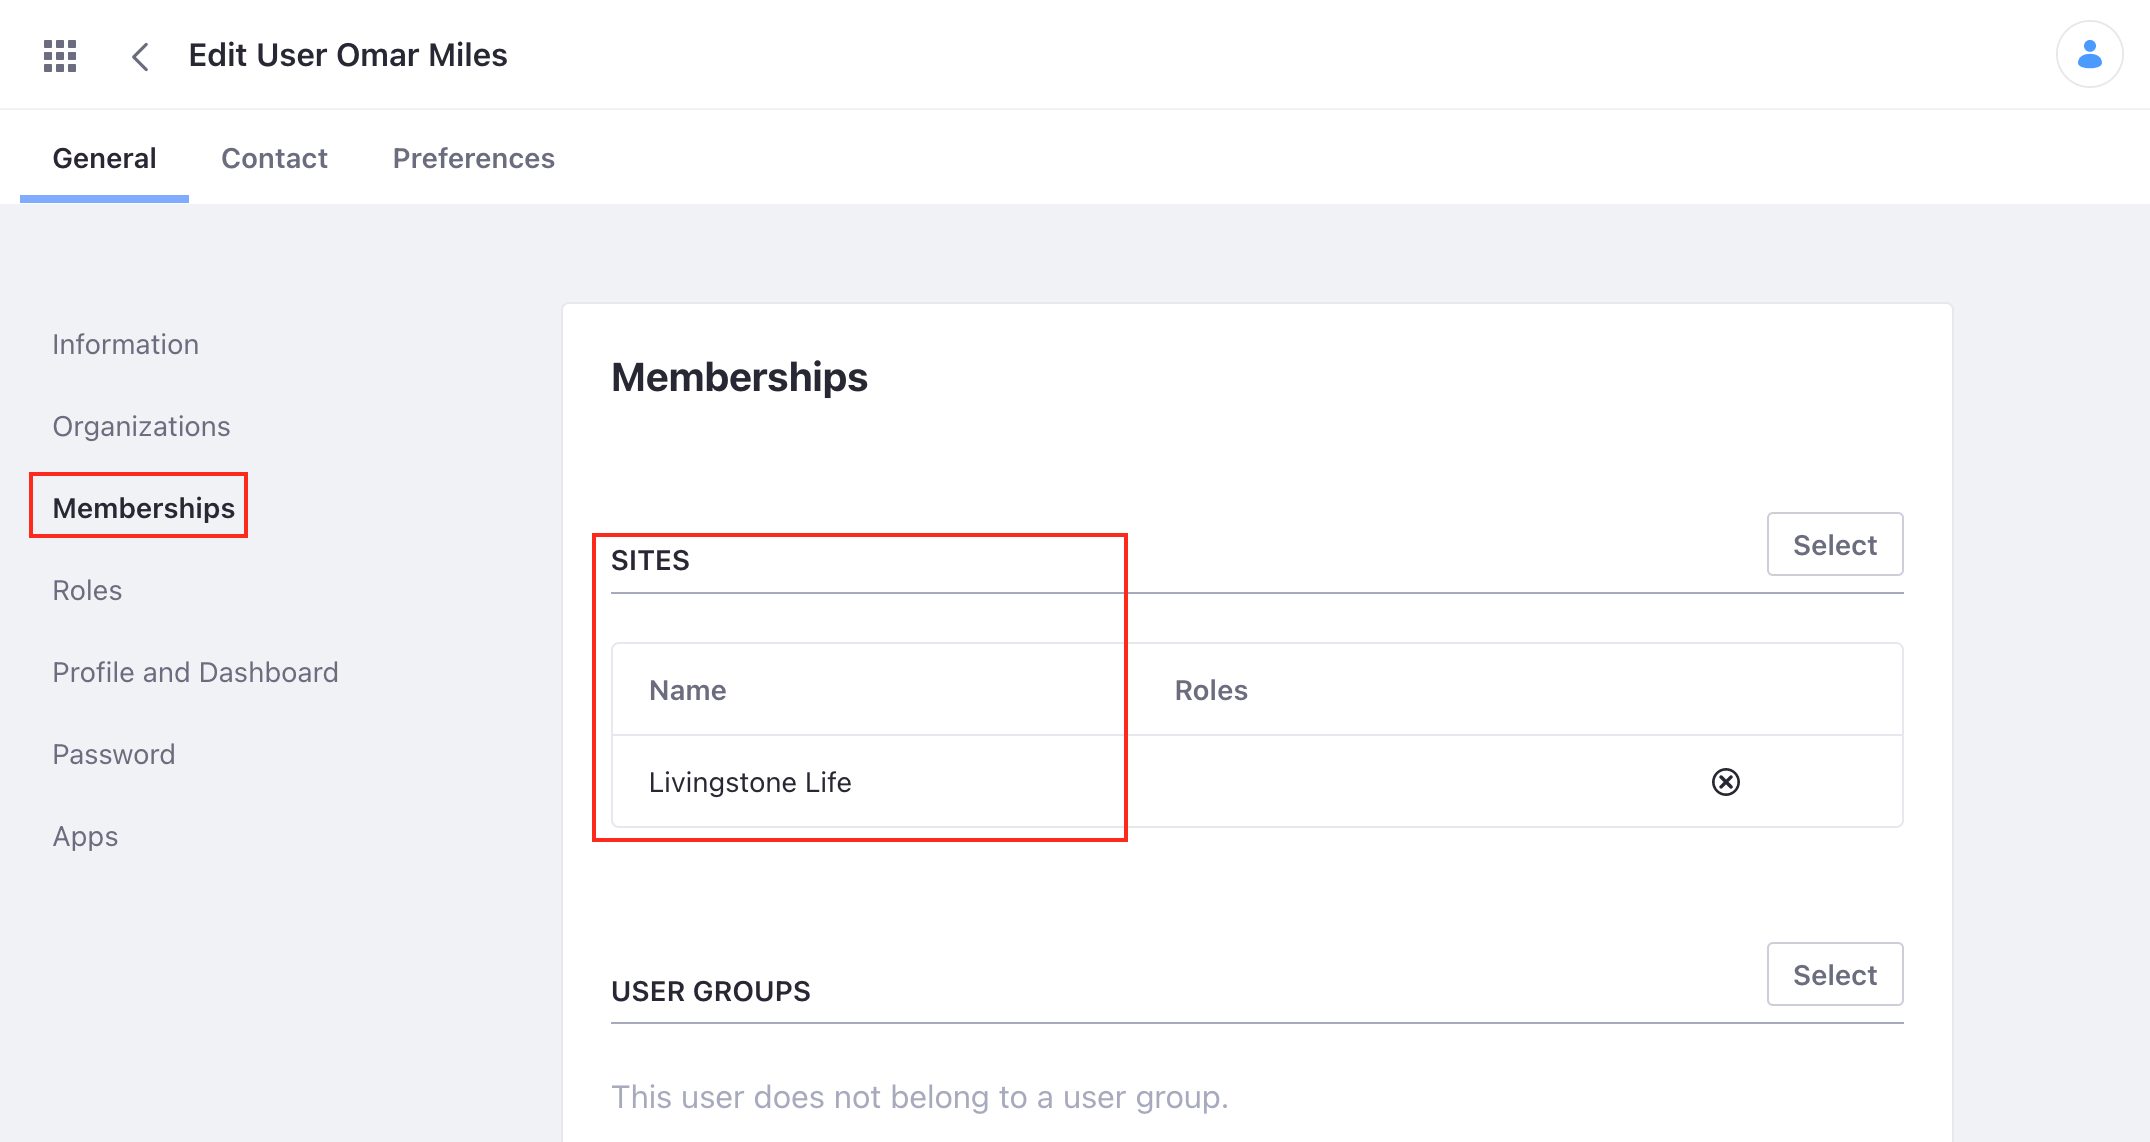 Edit User Omar Miles
General Contact Preferences
Information
Organizations
Memberships
Roles
Profile and Dashboard
Password
Apps
Memberships
SITES Select
Name Roles
Livingstone Life
USER GROUPS Select
This user does not belong to a user group.